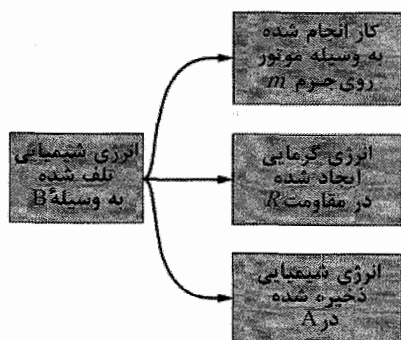 کار انجام شده
به وسیله موتور
روی جرم m
انرژی شیمیایی
تلف شده
به وسیلهٔ B
انرژی گرمایی
ایجاد شده
در مقاومت R
انرژی شیمیایی
ذخیره شده
در A